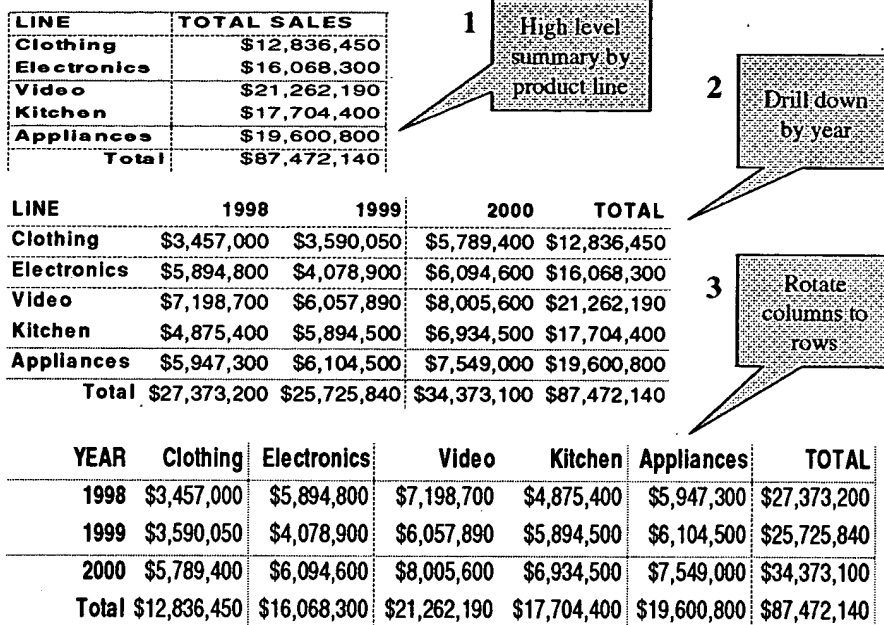 LINE TOTAL SALES
Clothing $12,836,450
Electronics $16,068,300
Video $21,262,190
Kitchen $17,704,400
Appliances $19,600,800
Total $87,472,140
1
High level
summary by
product line
2
Drill down
by year
LINE 1998 1999 2000 TOTAL
Clothing $3,457,000 $3,590,050 $5,789,400 $12,836,450
Electronics $5,894,800 $4,078,900 $6,094,600 $16,068,300
Video $7,198,700 $6,057,890 $8,005,600 $21,262,190
Kitchen $4,875,400 $5,894,500 $6,934,500 $17,704,400
Appliances $5,947,300 $6,104,500 $7,549,000 $19,600,800
Total $27,373,200 $25,725,840 $34,373,100 $87,472,140
3
Rotate
columns to
rows
YEAR Clothing Electronics Video Kitchen Appliances TOTAL
1998 $3,457,000 $5,894,800 $7,198,700 $4,875,400 $5,947,300 $27,373,200
1999 $3,590,050 $4,078,900 $6,057,890 $5,894,500 $6,104,500 $25,725,840
2000 $5,789,400 $6,094,600 $8,005,600 $6,934,500 $7,549,000 $34,373,100
Total $12,836,450 $16,068,300 $21,262,190 $17,704,400 $19,600,800 $87,472,140